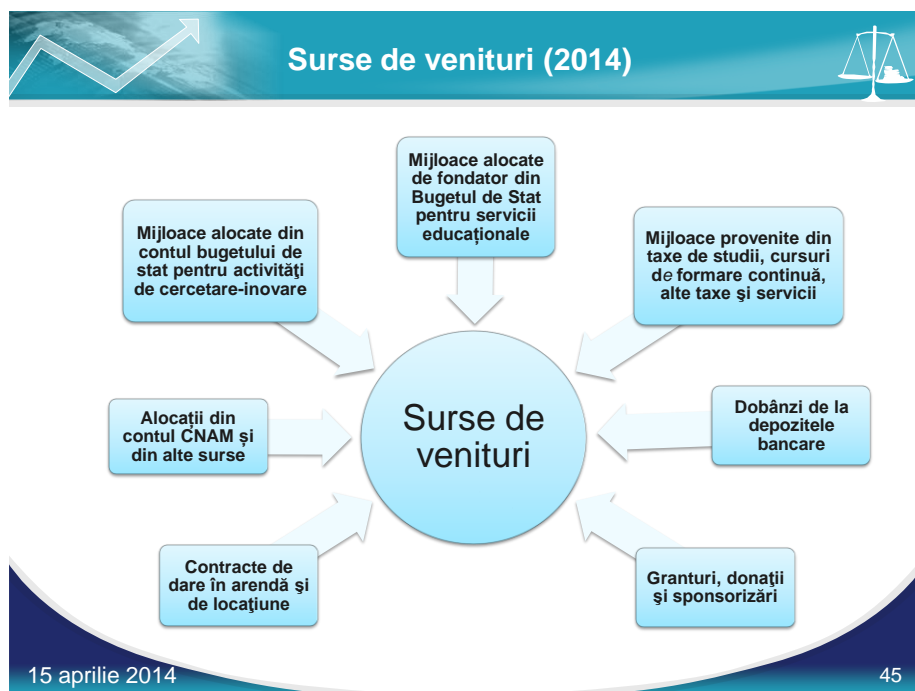 Surse de venituri (2014)
Mijloace alocate
de fondator din
Bugetul de Stat
pentru servicii
educaționale
Mijloace alocate din
contul bugetului de
stat pentru activităţi
de cercetare-inovare
Mijloace provenite din
taxe de studii, cursuri
de formare continuă,
alte taxe şi servicii
Surse de
venituri
Alocații din
contul CNAM și
din alte surse
Dobânzi de la
depozitele
bancare
Contracte de
dare în arendă şi
de locaţiune
Granturi, donaţii
şi sponsorizări
15 aprilie 2014
45